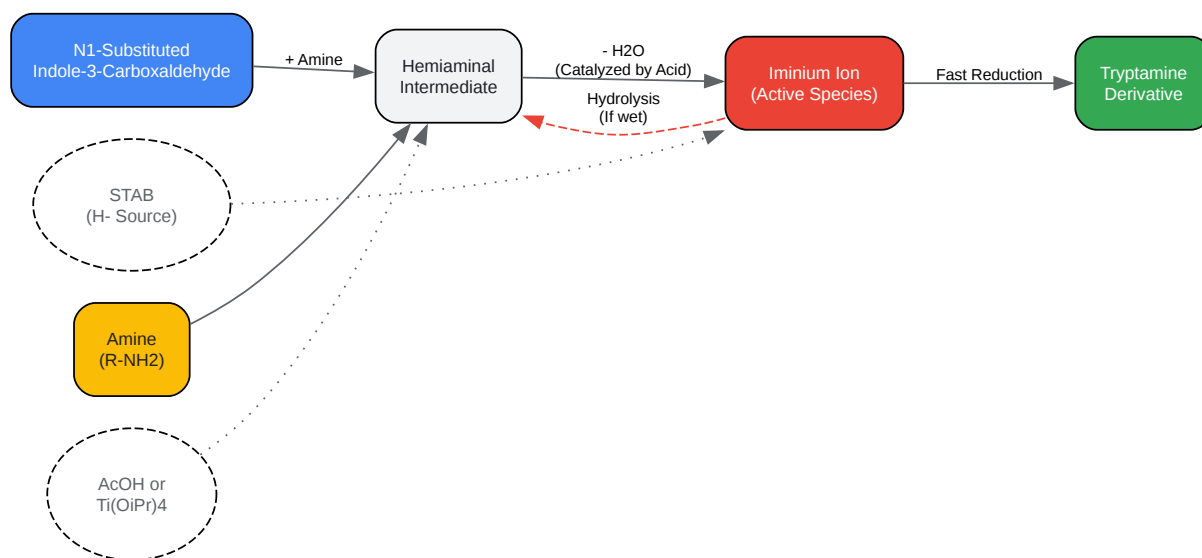 N1-Substituted
Indole-3-Carboxaldehyde
+ Amine
Hemiaminal
Intermediate
- H2O
(Catalyzed by Acid)
Hydrolysis
(If wet)
Iminium Ion
(Active Species)
Fast Reduction
Tryptamine
Derivative
STAB
(H- Source)
Amine
(R-NH2)
AcOH or
Ti(OiPr)4